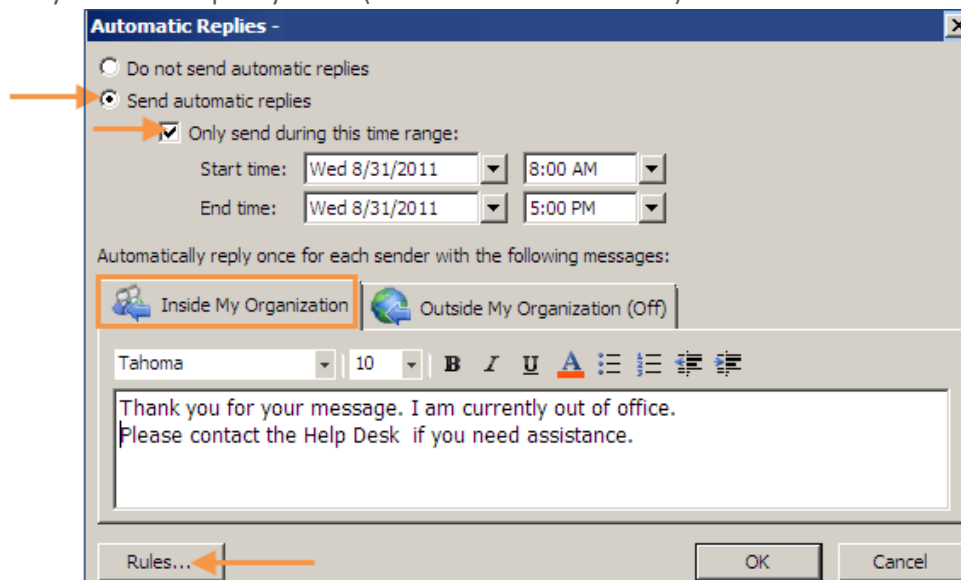 Automatic Replies -
Do not send automatic replies
Send automatic replies
Only send during this time range:
Start time: Wed 8/31/2011 8:00 AM
End time: Wed 8/31/2011 5:00 PM
Automatically reply once for each sender with the following messages:
Inside My Organization Outside My Organization (Off)
Tahoma 10 B I U A
Thank you for your message. I am currently out of office.
Please contact the Help Desk if you need assistance.
Rules... OK Cancel